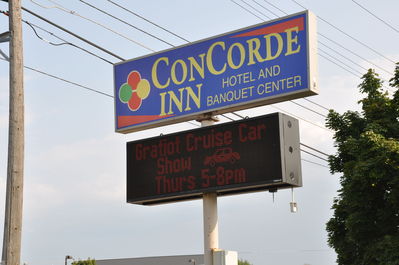 CONCORDE
INN
HOTEL AND
BANQUET CENTER
Gratiot Cruise Car
Show
Thurs 5-8pm